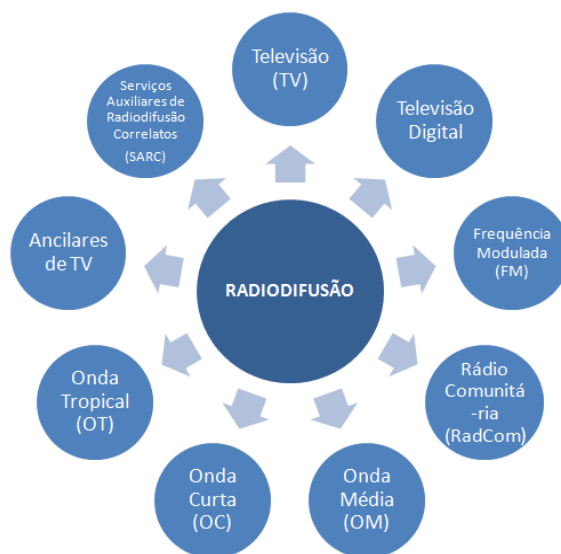 Televisão
(TV)
Televisão
Digital
Frequência
Modulada
(FM)
Rádio
Comunitá
-ria
(RadCom)
Onda
Média
(OM)
Onda
Curta
(OC)
Onda
Tropical
(OT)
Ancilares
de TV
Serviços
Auxiliares de
Radiodifusão
Correlatos
(SARC)
RADIODIFUSÃO